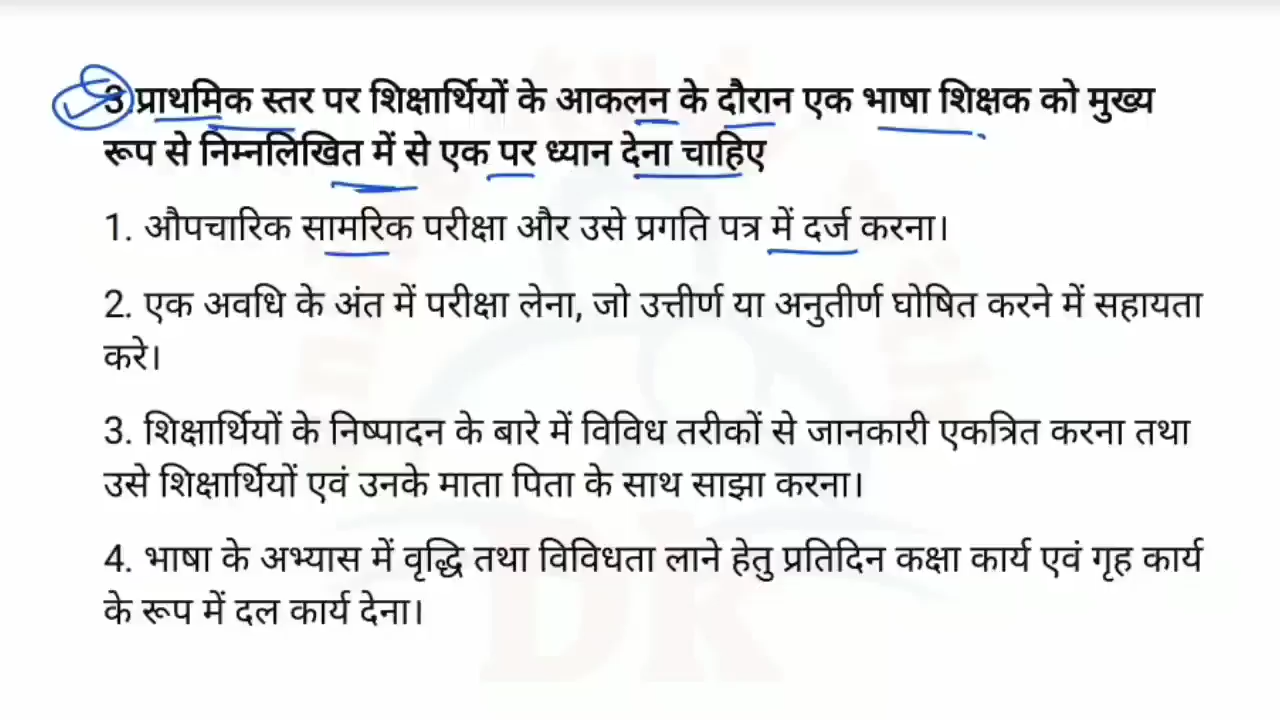 3.प्राथमिक स्तर पर शिक्षार्थियों के आकलन के दौरान एक भाषा शिक्षक को मुख्य
रूप से निम्नलिखित में से एक पर ध्यान देना चाहिए
1. औपचारिक सामरिक परीक्षा और उसे प्रगति पत्र में दर्ज करना।
2. एक अवधि के अंत में परीक्षा लेना, जो उत्तीर्ण या अनुतीर्ण घोषित करने में सहायता
करे।
3. शिक्षार्थियों के निष्पादन के बारे में विविध तरीकों से जानकारी एकत्रित करना तथा
उसे शिक्षार्थियों एवं उनके माता पिता के साथ साझा करना।
4. भाषा के अभ्यास में वृद्धि तथा विविधता लाने हेतु प्रतिदिन कक्षा कार्य एवं गृह कार्य
के रूप में दल कार्य देना।
DK